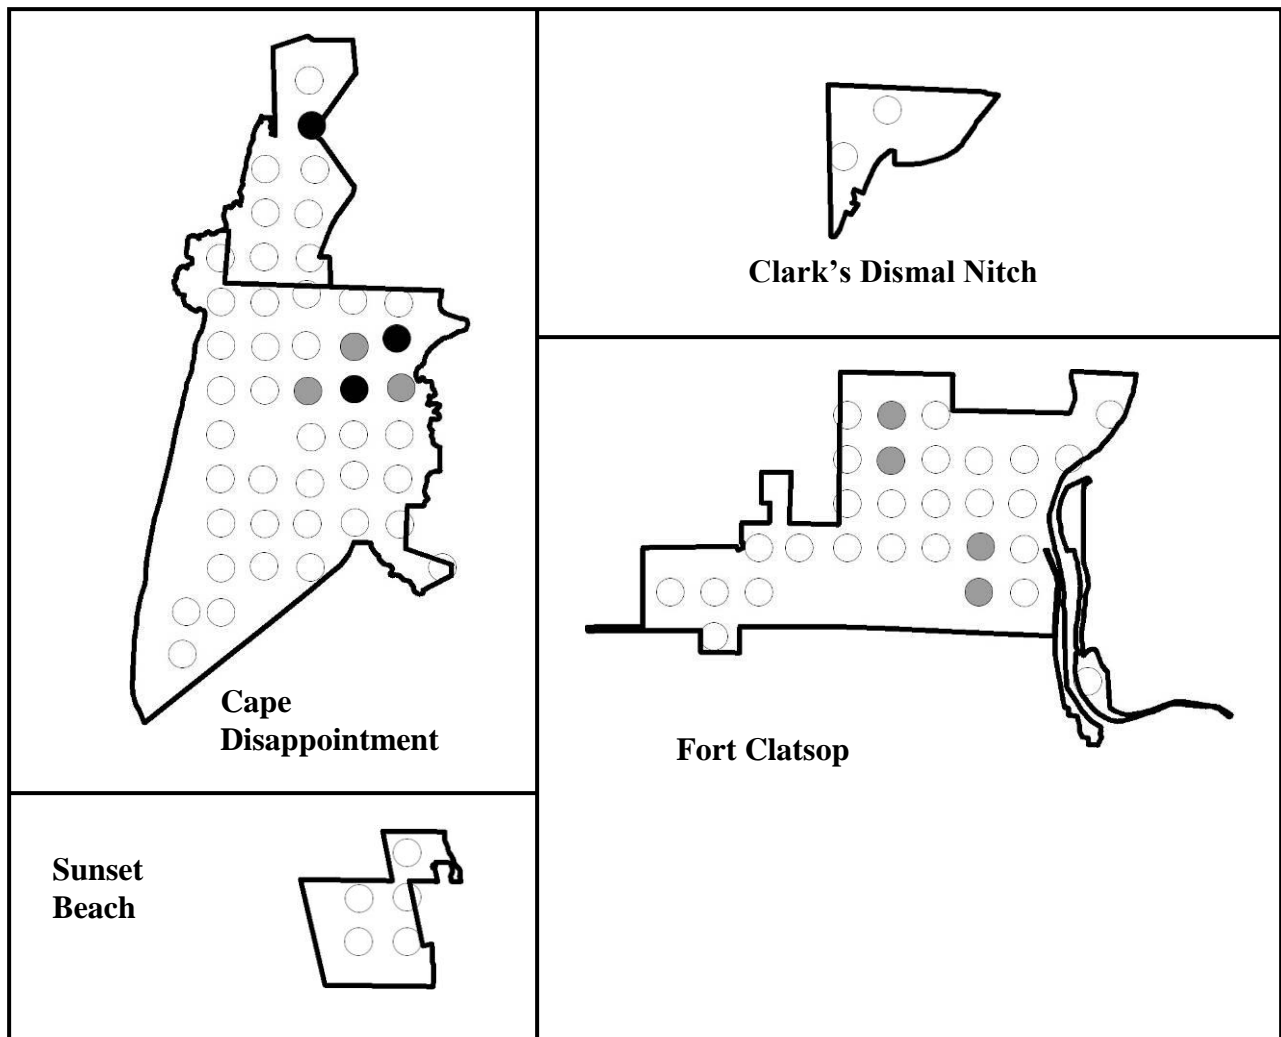 Clark's Dismal Nitch
Cape
Disappointment
Fort Clatsop
Sunset
Beach